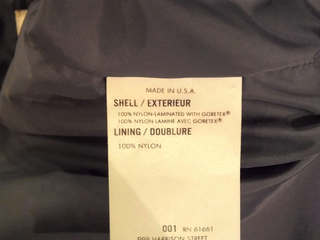 MADE IN U.S.A.
SHELL / EXTERIEUR
100% NYLON-LAMINATED WITH GORETEX®
100% NYLON LAMINE AVEC GORETEX®
LINING / DOUBLURE
100% NYLON
001 RN 61661
999 HARRISON STREET